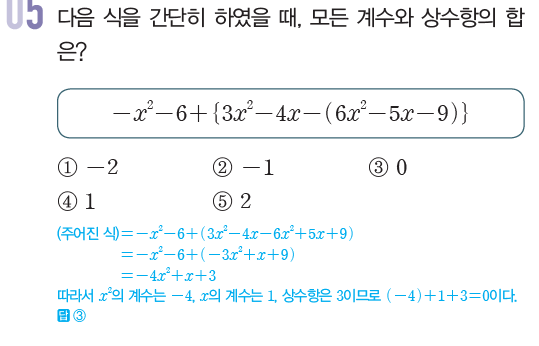 05 다음 식을 간단히 하였을 때, 모든 계수와 상수항의 합
은?
−x²−6+{3x²−4x−(6x²−5x−9)}
① −2 ② −1 ③ 0
④ 1 ⑤ 2
(주어진 식)=−x²−6+(3x²−4x−6x²+5x+9)
=−x²−6+(−3x²+x+9)
=−4x²+x+3
따라서 x²의 계수는 −4, x의 계수는 1, 상수항은 3이므로 (−4)+1+3=0이다.
답 ③